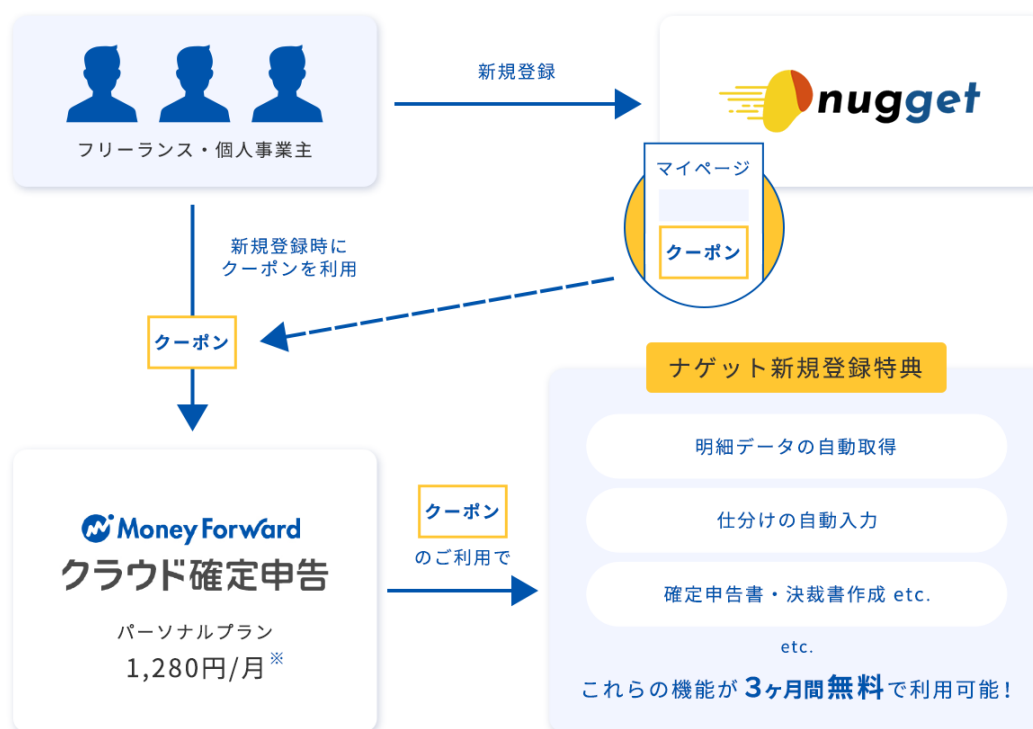 フリーランス・個人事業主
新規登録
nugget
マイページ
クーポン
新規登録時に
クーポンを利用
クーポン
Money Forward
クラウド確定申告
パーソナルプラン
1,280円/月※
クーポン
のご利用で
ナゲット新規登録特典
明細データの自動取得
仕分けの自動入力
確定申告書・決裁書作成 etc.
etc.
これらの機能が3ヶ月間無料で利用可能!